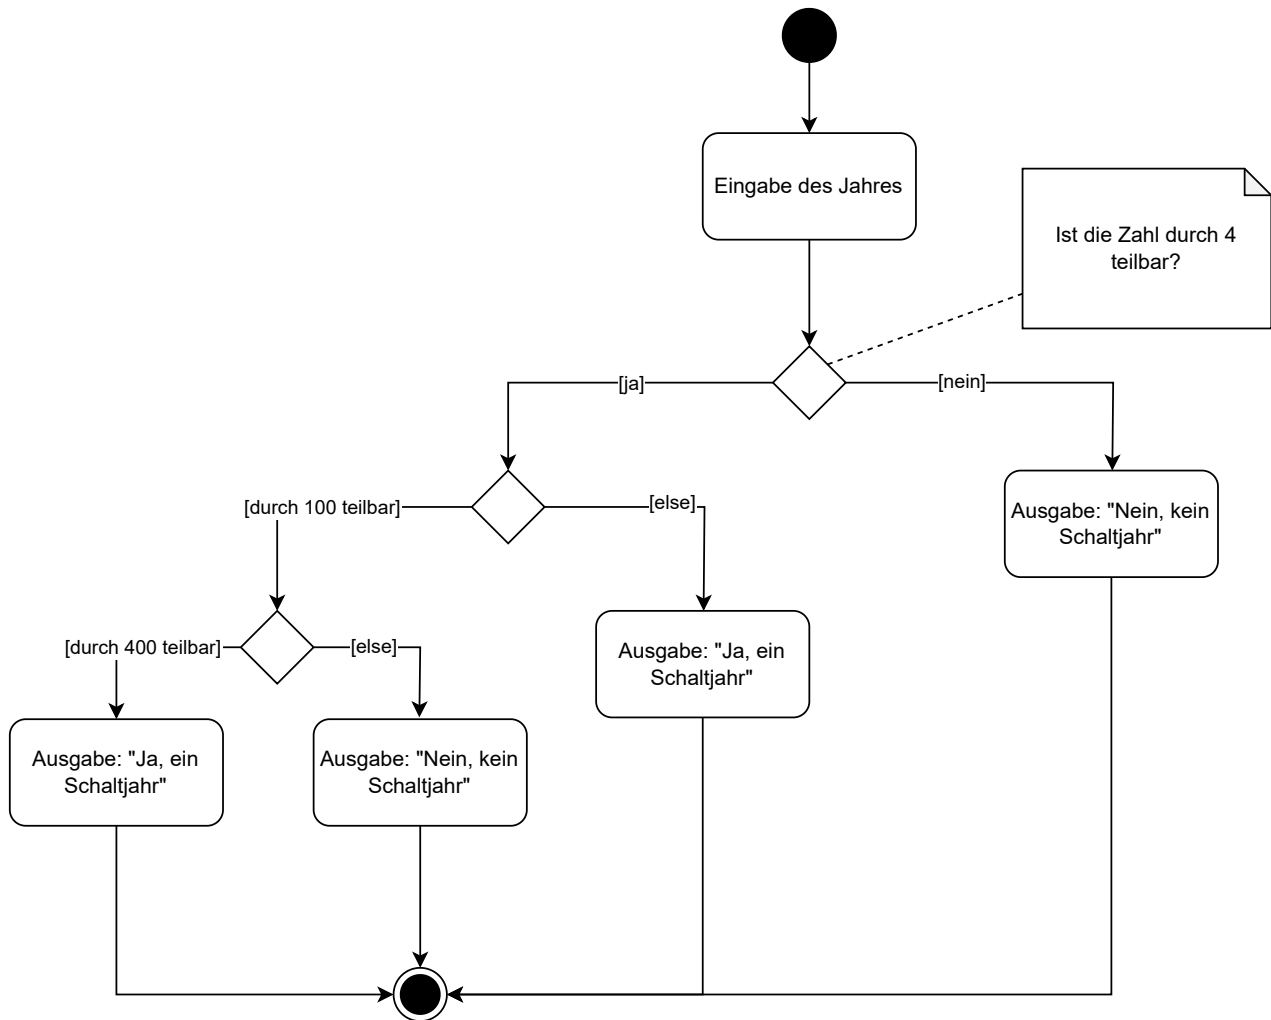 Eingabe des Jahres
Ist die Zahl durch 4
teilbar?
[ja]
[nein]
[durch 100 teilbar]
[else]
Ausgabe: "Nein, kein
Schaltjahr"
[durch 400 teilbar]
[else]
Ausgabe: "Ja, ein
Schaltjahr"
Ausgabe: "Ja, ein
Schaltjahr"
Ausgabe: "Nein, kein
Schaltjahr"